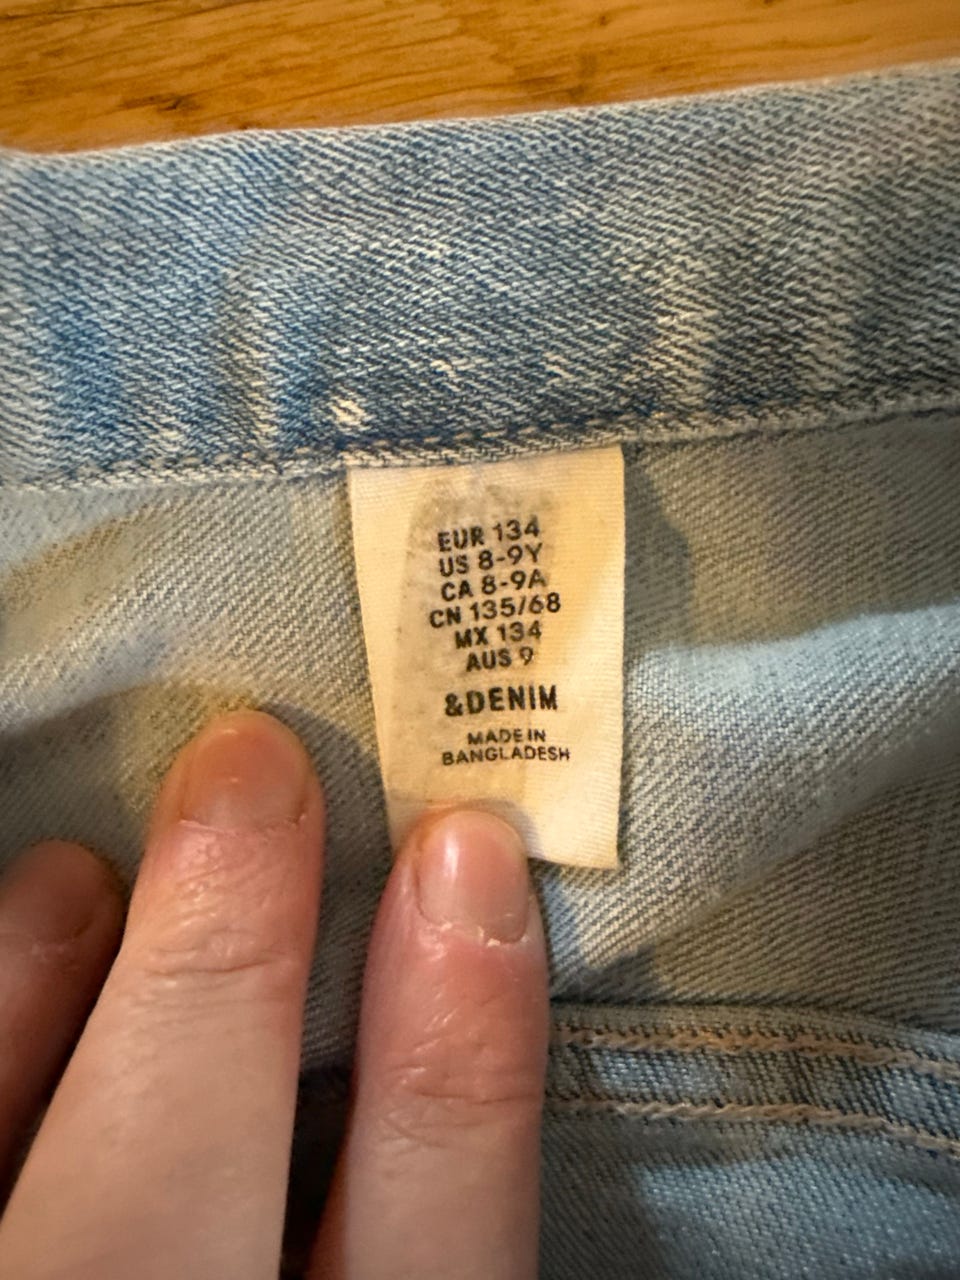 EUR 134
US 8-9Y
CA 8-9A
CN 135/68
MX 134
AUS 9
&DENIM
MADE IN
BANGLADESH